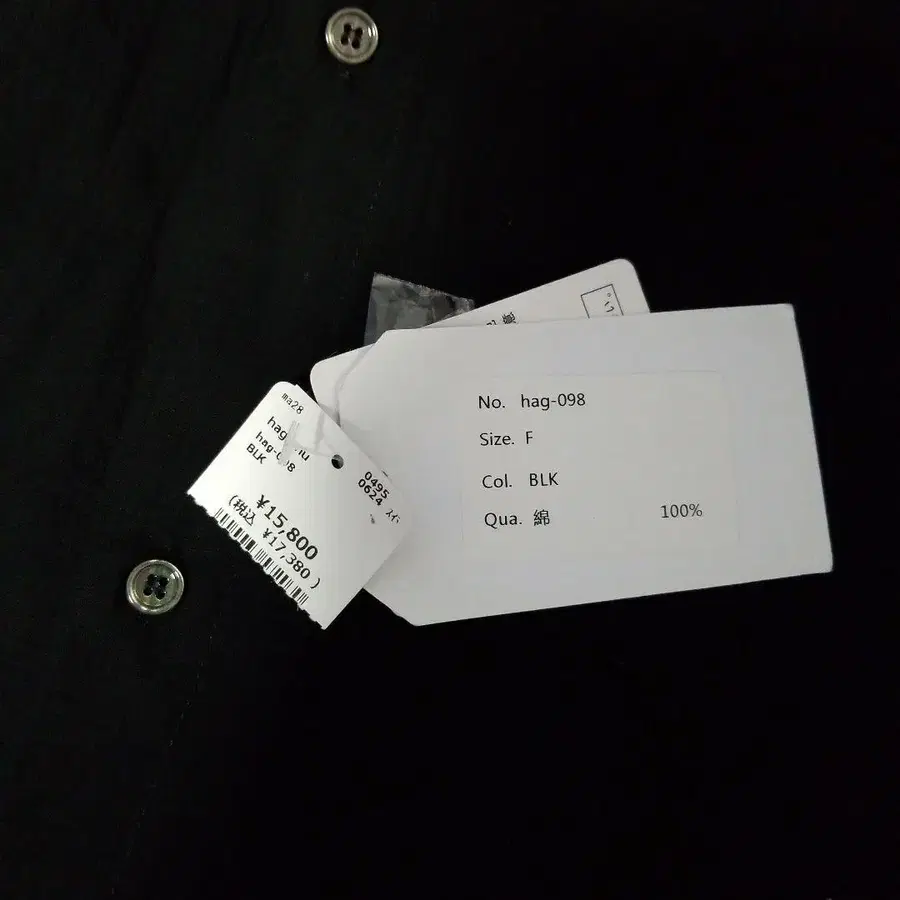 ma28
hag-098
BLK
0495
0624
¥15,800
(税込 ¥17,380)
No. hag-098
Size. F
Col. BLK
Qua. 綿 100%